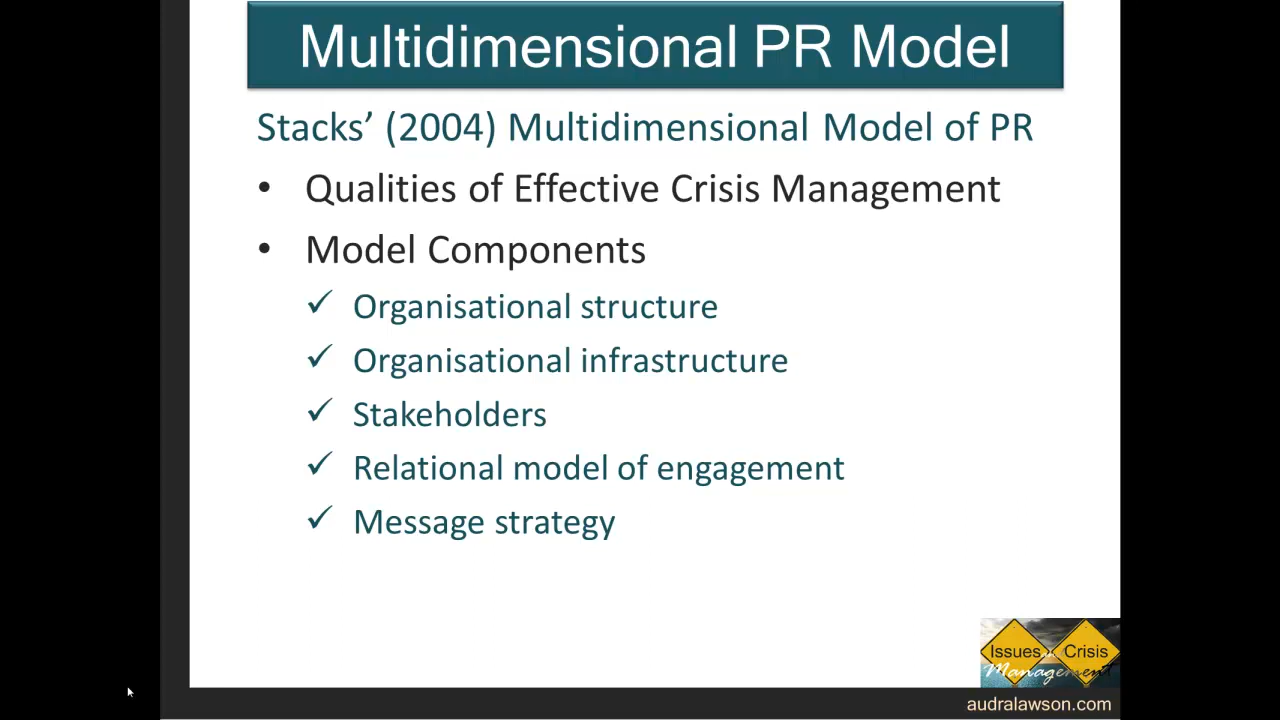 Multidimensional PR Model
Stacks’ (2004) Multidimensional Model of PR
• Qualities of Effective Crisis Management
• Model Components
✓ Organisational structure
✓ Organisational infrastructure
✓ Stakeholders
✓ Relational model of engagement
✓ Message strategy
Issues Crisis
Management
audralawson.com